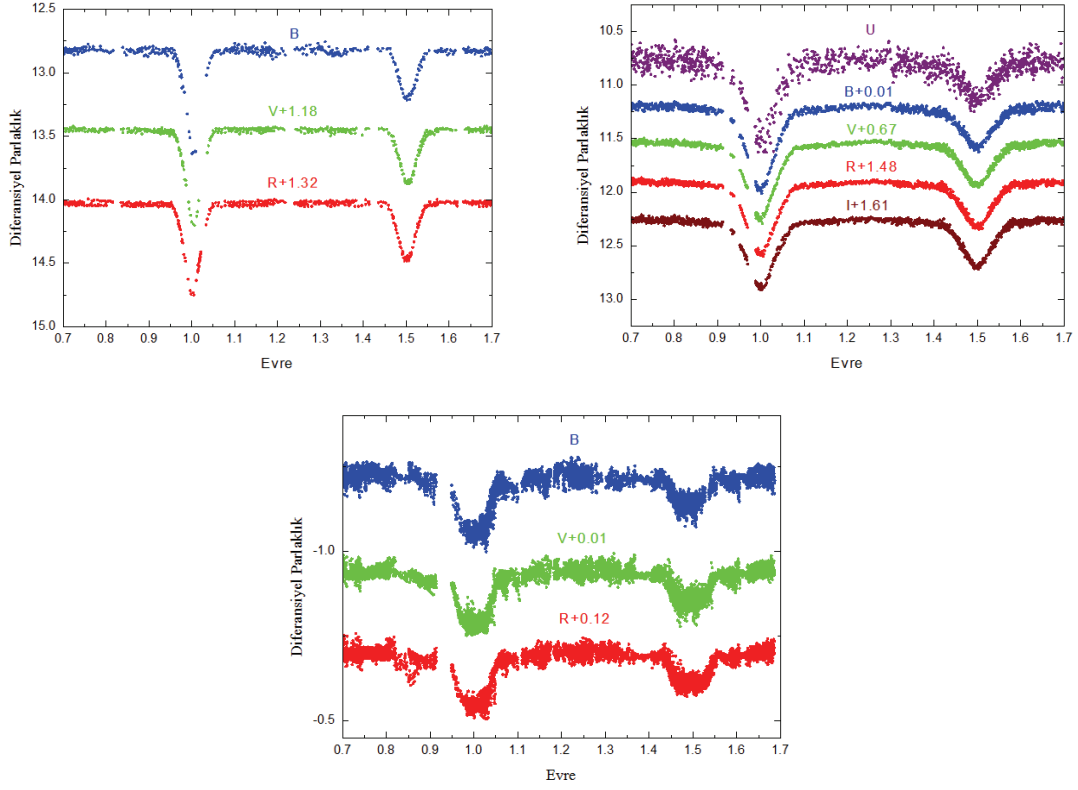 12.5
13.0
13.5
14.0
14.5
15.0
Diferansiyel Parlaklık
B
V+1.18
R+1.32
0.7 0.8 0.9 1.0 1.1 1.2 1.3 1.4 1.5 1.6 1.7
Evre
10.5
11.0
11.5
12.0
12.5
13.0
Diferansiyel Parlaklık
U
B+0.01
V+0.67
R+1.48
I+1.61
0.7 0.8 0.9 1.0 1.1 1.2 1.3 1.4 1.5 1.6 1.7
Evre
-1.0
-0.5
Diferansiyel Parlaklık
B
V+0.01
R+0.12
0.7 0.8 0.9 1.0 1.1 1.2 1.3 1.4 1.5 1.6 1.7
Evre